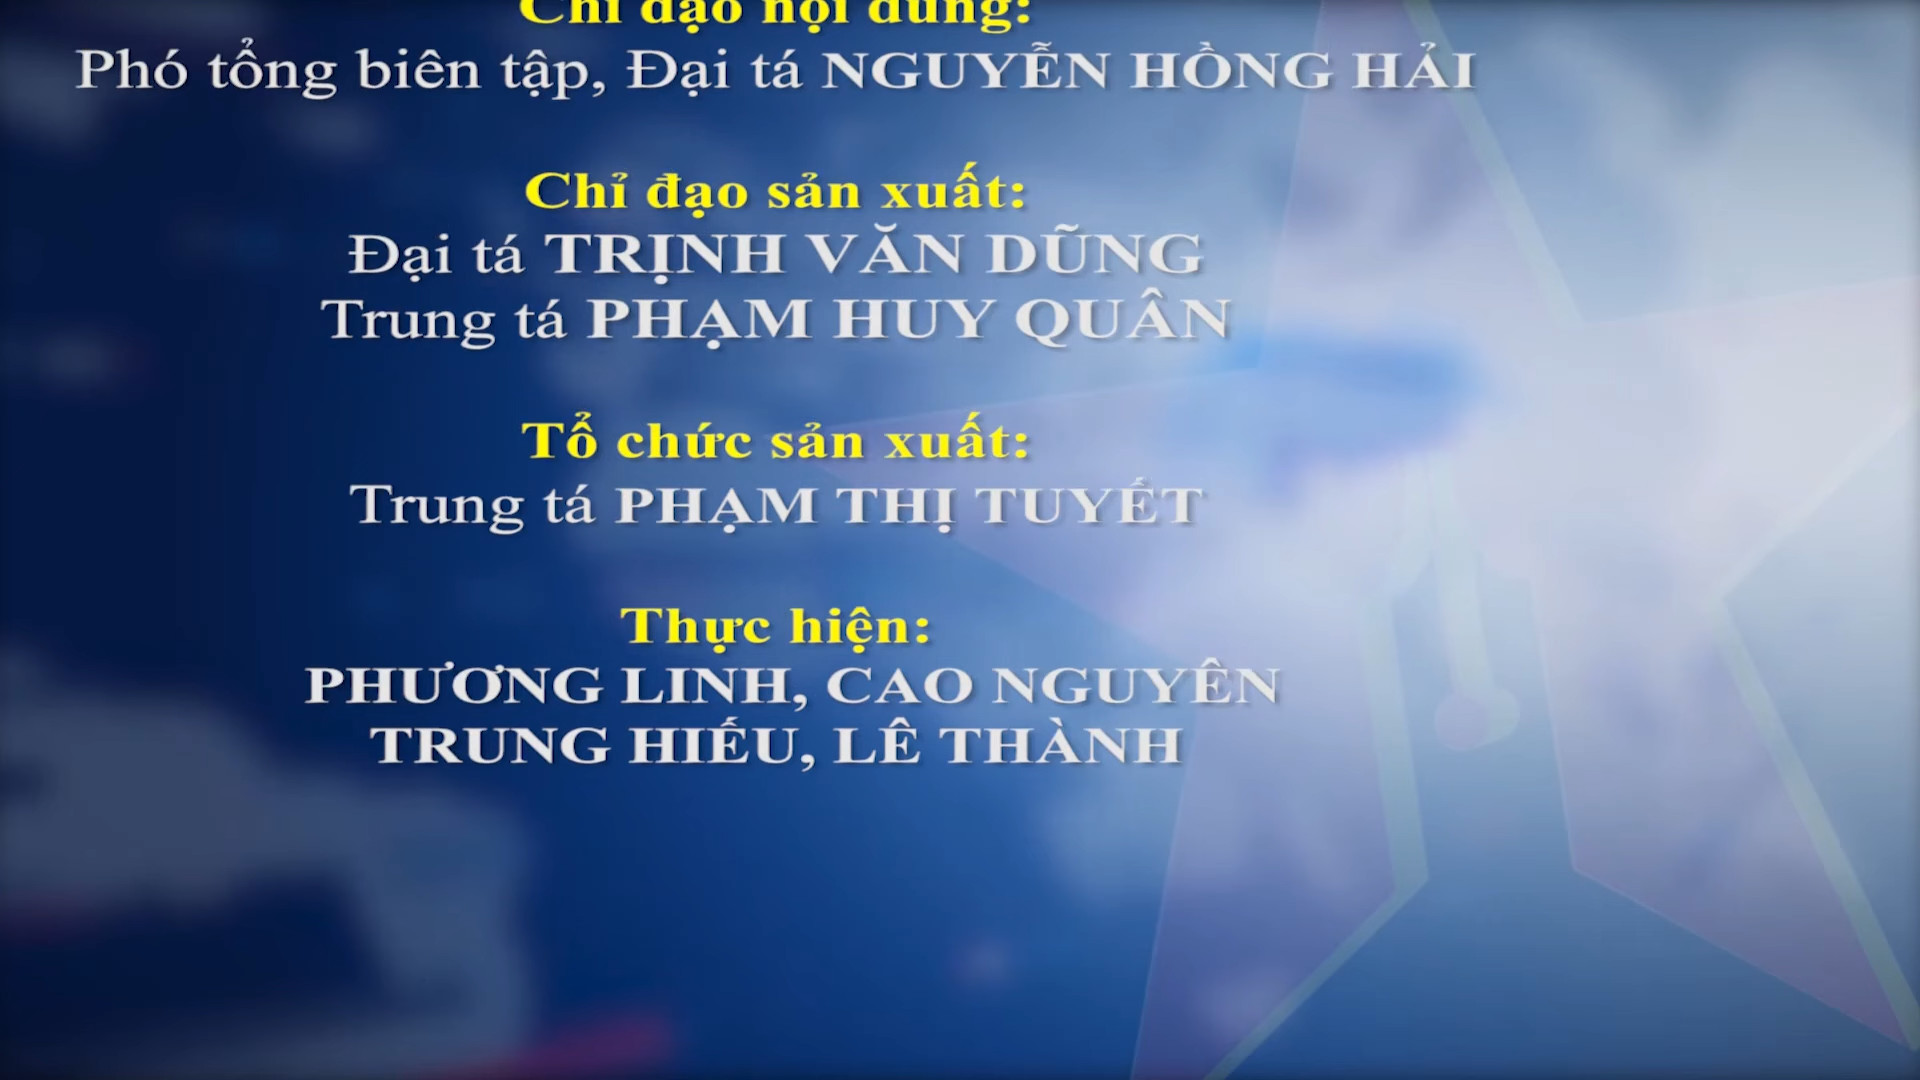 Chỉ đạo nội dung:
Phó tổng biên tập, Đại tá NGUYỄN HỒNG HẢI
Chỉ đạo sản xuất:
Đại tá TRỊNH VĂN DŨNG
Trung tá PHẠM HUY QUÂN
Tổ chức sản xuất:
Trung tá PHẠM THỊ TUYẾT
Thực hiện:
PHƯƠNG LINH, CAO NGUYÊN
TRUNG HIẾU, LÊ THÀNH